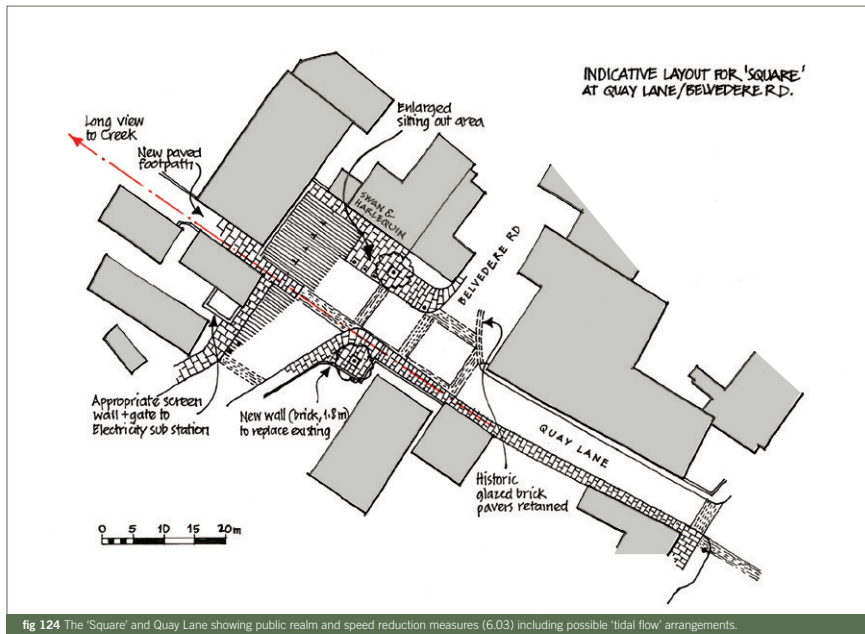 INDICATIVE LAYOUT FOR 'SQUARE'
AT QUAY LANE/BELVEDERE RD.
Long view
to Creek
New paved
footpath
Enlarged
sitting out area
SWAN &
HARLEQUIN
BELVEDERE RD
Appropriate screen
wall + gate to
Electricity sub station
New wall (brick, 1.8m)
to replace existing
QUAY LANE
Historic
glazed brick
pavers retained
0 5 10 15 20m
fig 124 The 'Square' and Quay Lane showing public realm and speed reduction measures (6.03) including possible 'tidal flow' arrangements.